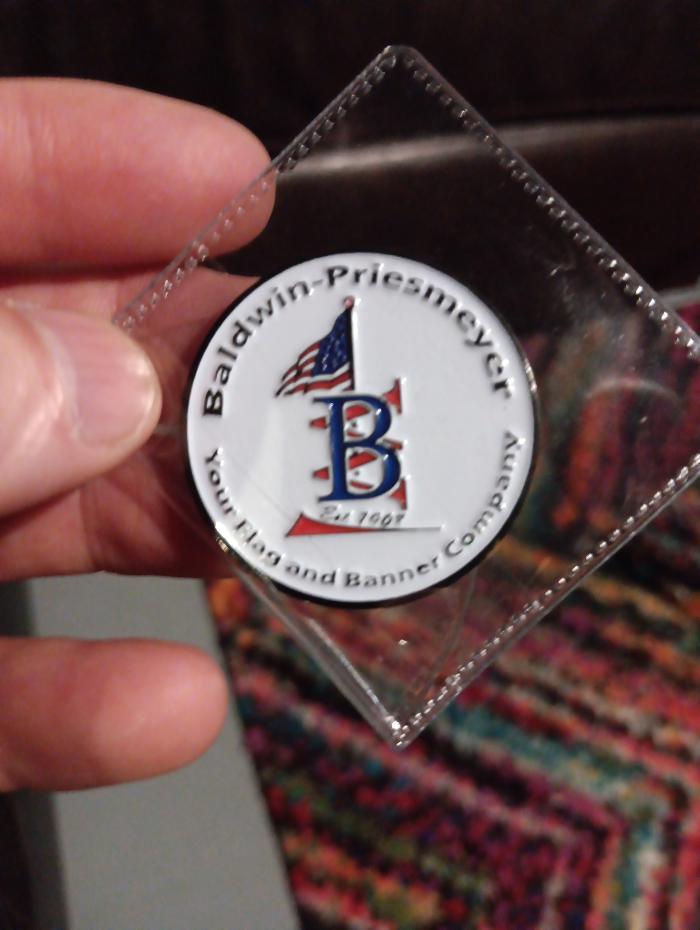 Baldwin-Priesmeyer
B
Est 1907
Your Flag and Banner Company